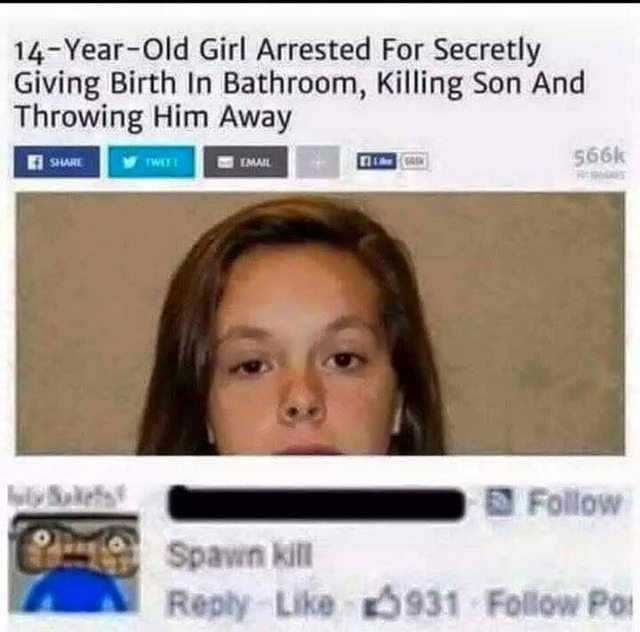 14-Year-Old Girl Arrested For Secretly
Giving Birth In Bathroom, Killing Son And
Throwing Him Away
SHARE TWEET EMAIL + Like 566k
Follow
Spawn kill
Reply Like 931 Follow Po